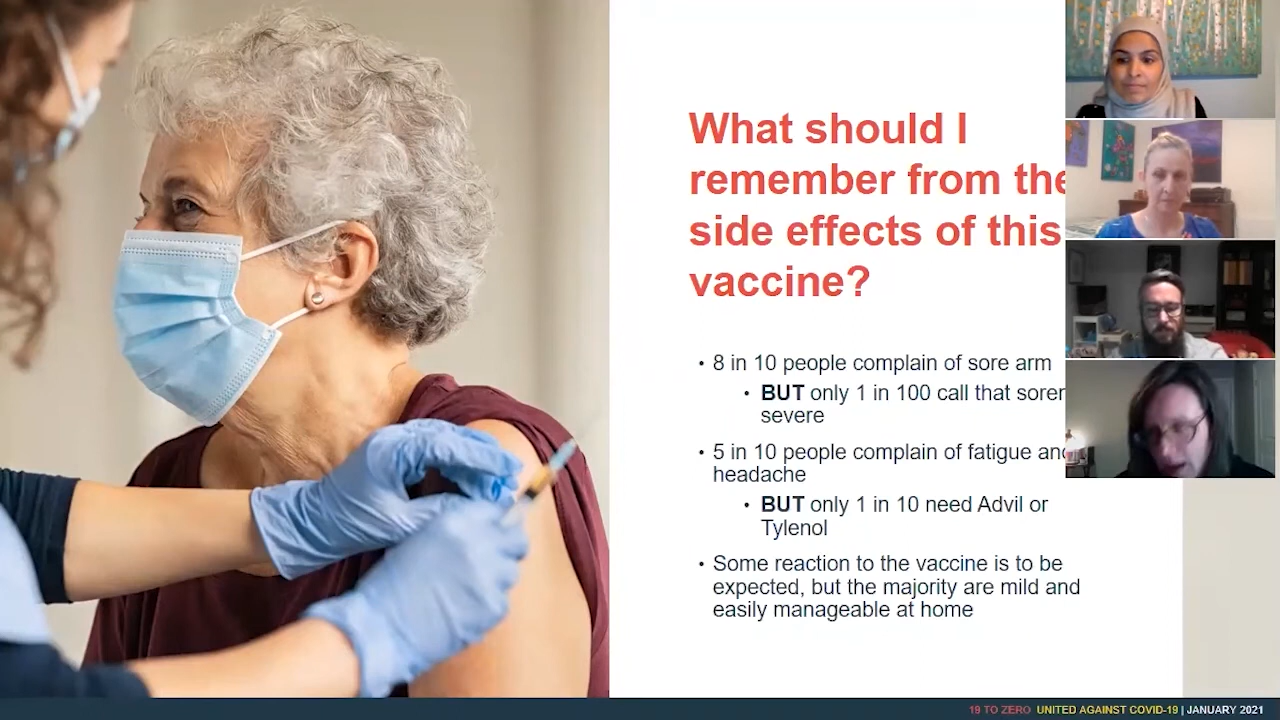 What should I
remember from the
side effects of this
vaccine?
• 8 in 10 people complain of sore arm
• BUT only 1 in 100 call that
severe
• 5 in 10 people complain of fatigue and
headache
• BUT only 1 in 10 need Advil or
Tylenol
• Some reaction to the vaccine is to be
expected, but the majority are mild and
easily manageable at home
19 TO ZERO UNITED AGAINST COVID-19 | JANUARY 2021